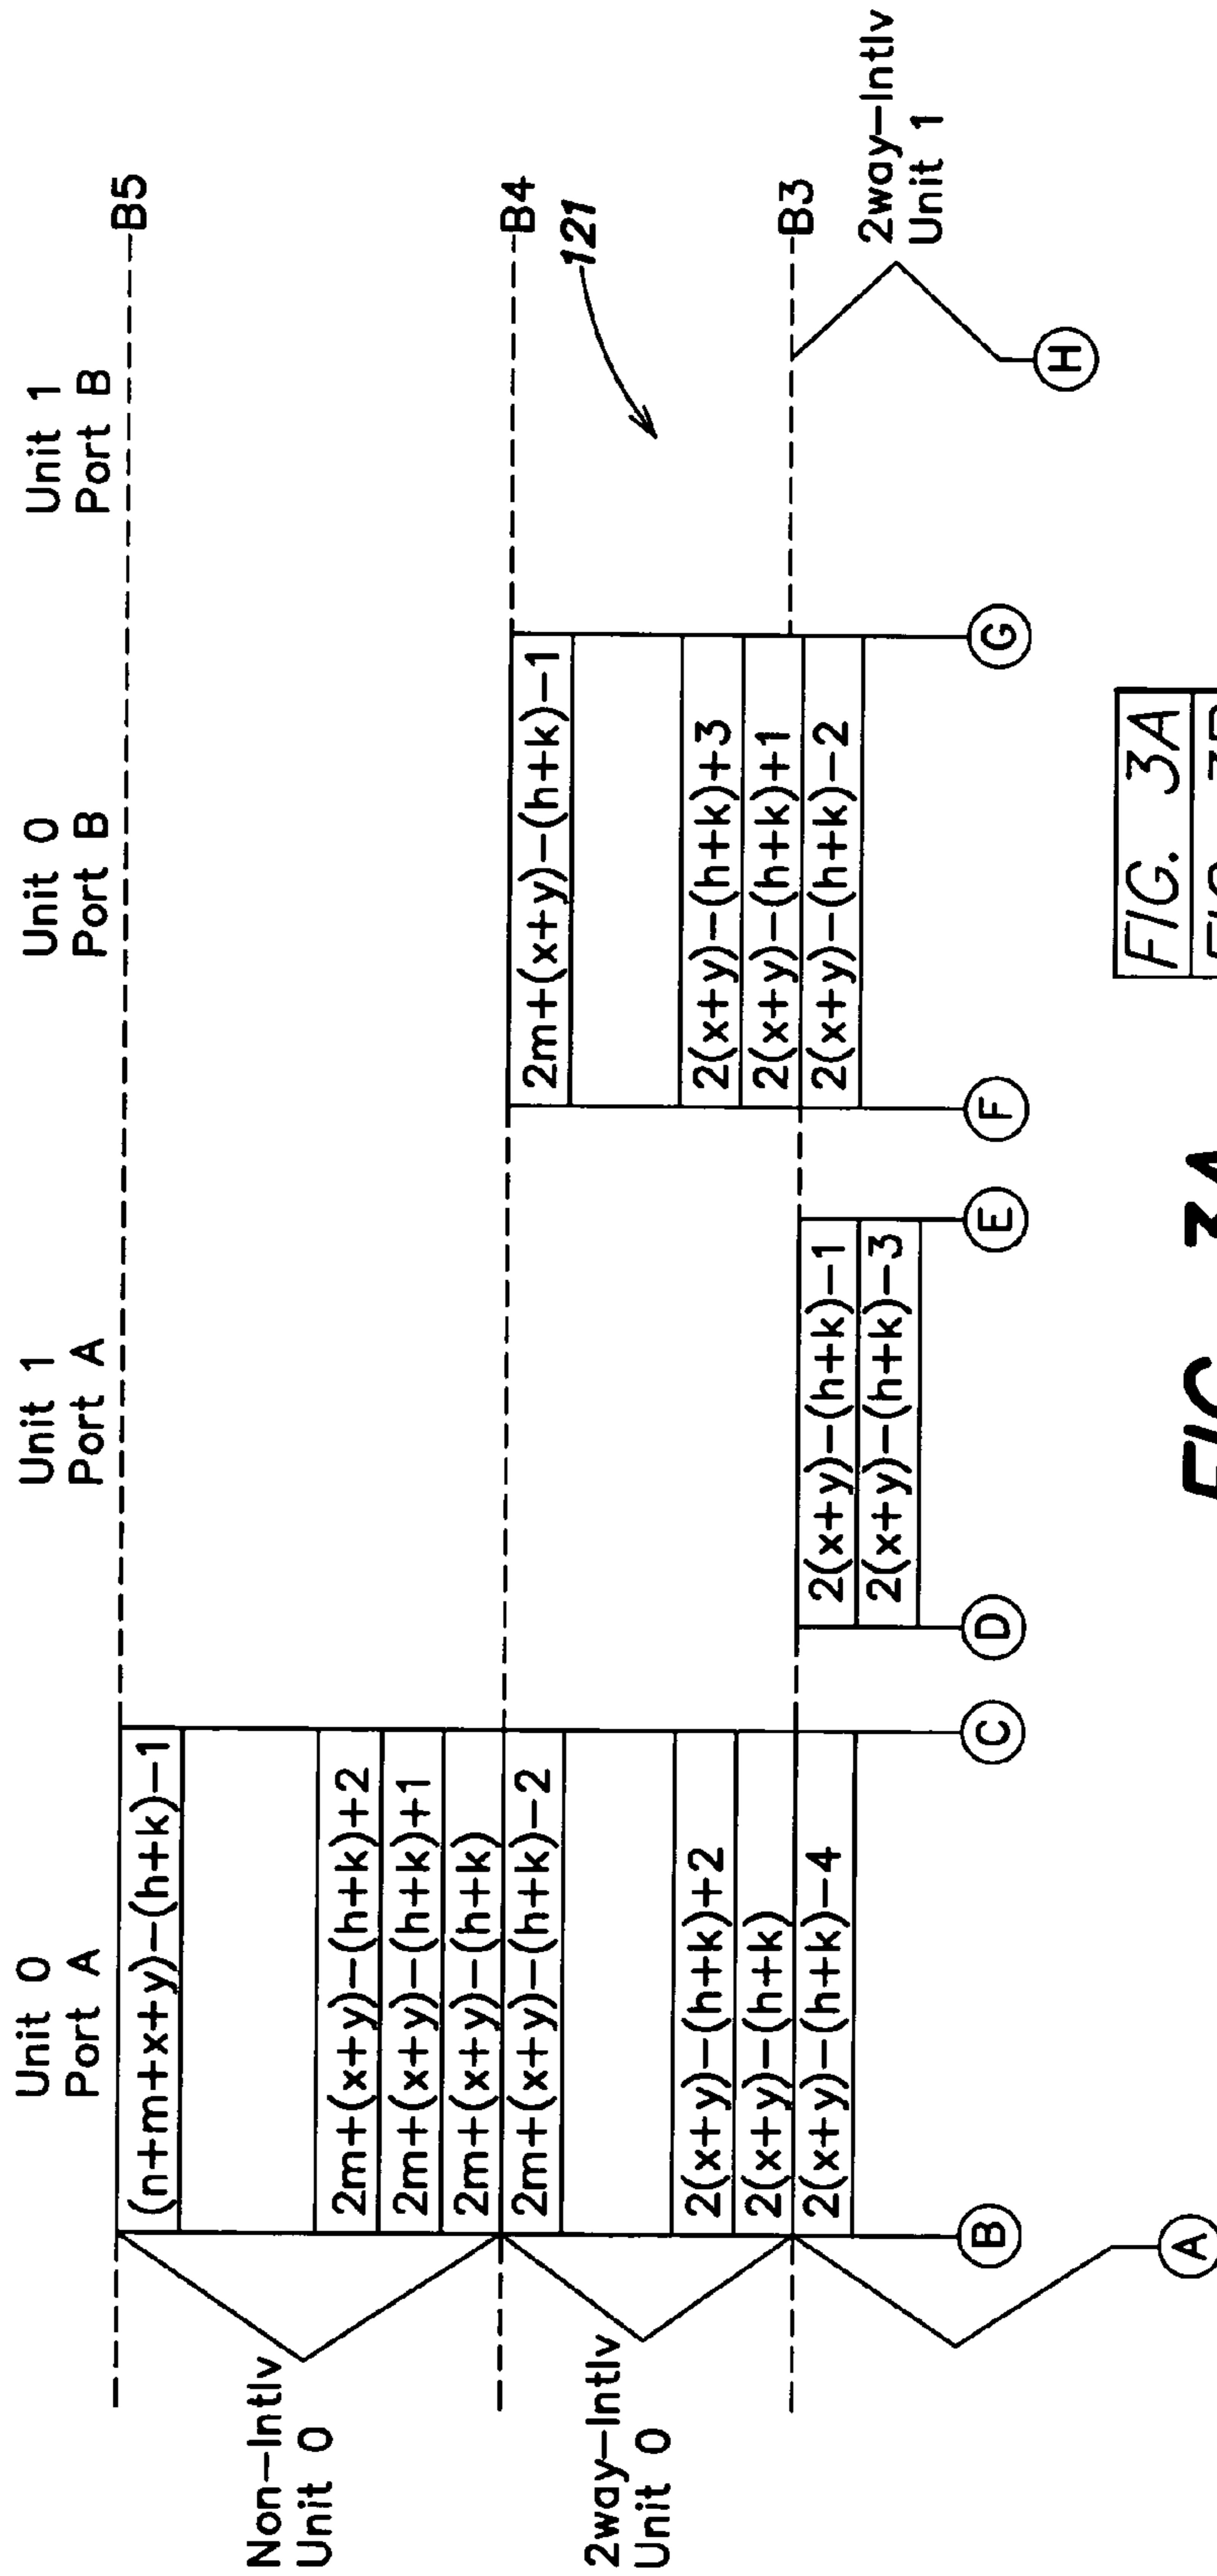 Unit 0
Port A
Unit 1
Port A
Unit 0
Port B
Unit 1
Port B
B5
(n+m+x+y)-(h+k)-1
Non-Intlv
Unit 0
2m+(x+y)-(h+k)+2
2m+(x+y)-(h+k)+1
2m+(x+y)-(h+k)
B4
2m+(x+y)-(h+k)-2
2m+(x+y)-(h+k)-1
121
2way-Intlv
Unit 0
2(x+y)-(h+k)+2
2(x+y)-(h+k)+3
2(x+y)-(h+k)
2(x+y)-(h+k)+1
B3
2(x+y)-(h+k)-4
2(x+y)-(h+k)-1
2(x+y)-(h+k)-2
2(x+y)-(h+k)-3
2way-Intlv
Unit 1
A
B
C
D
E
F
G
H
FIG. 3A
FIG. 3A